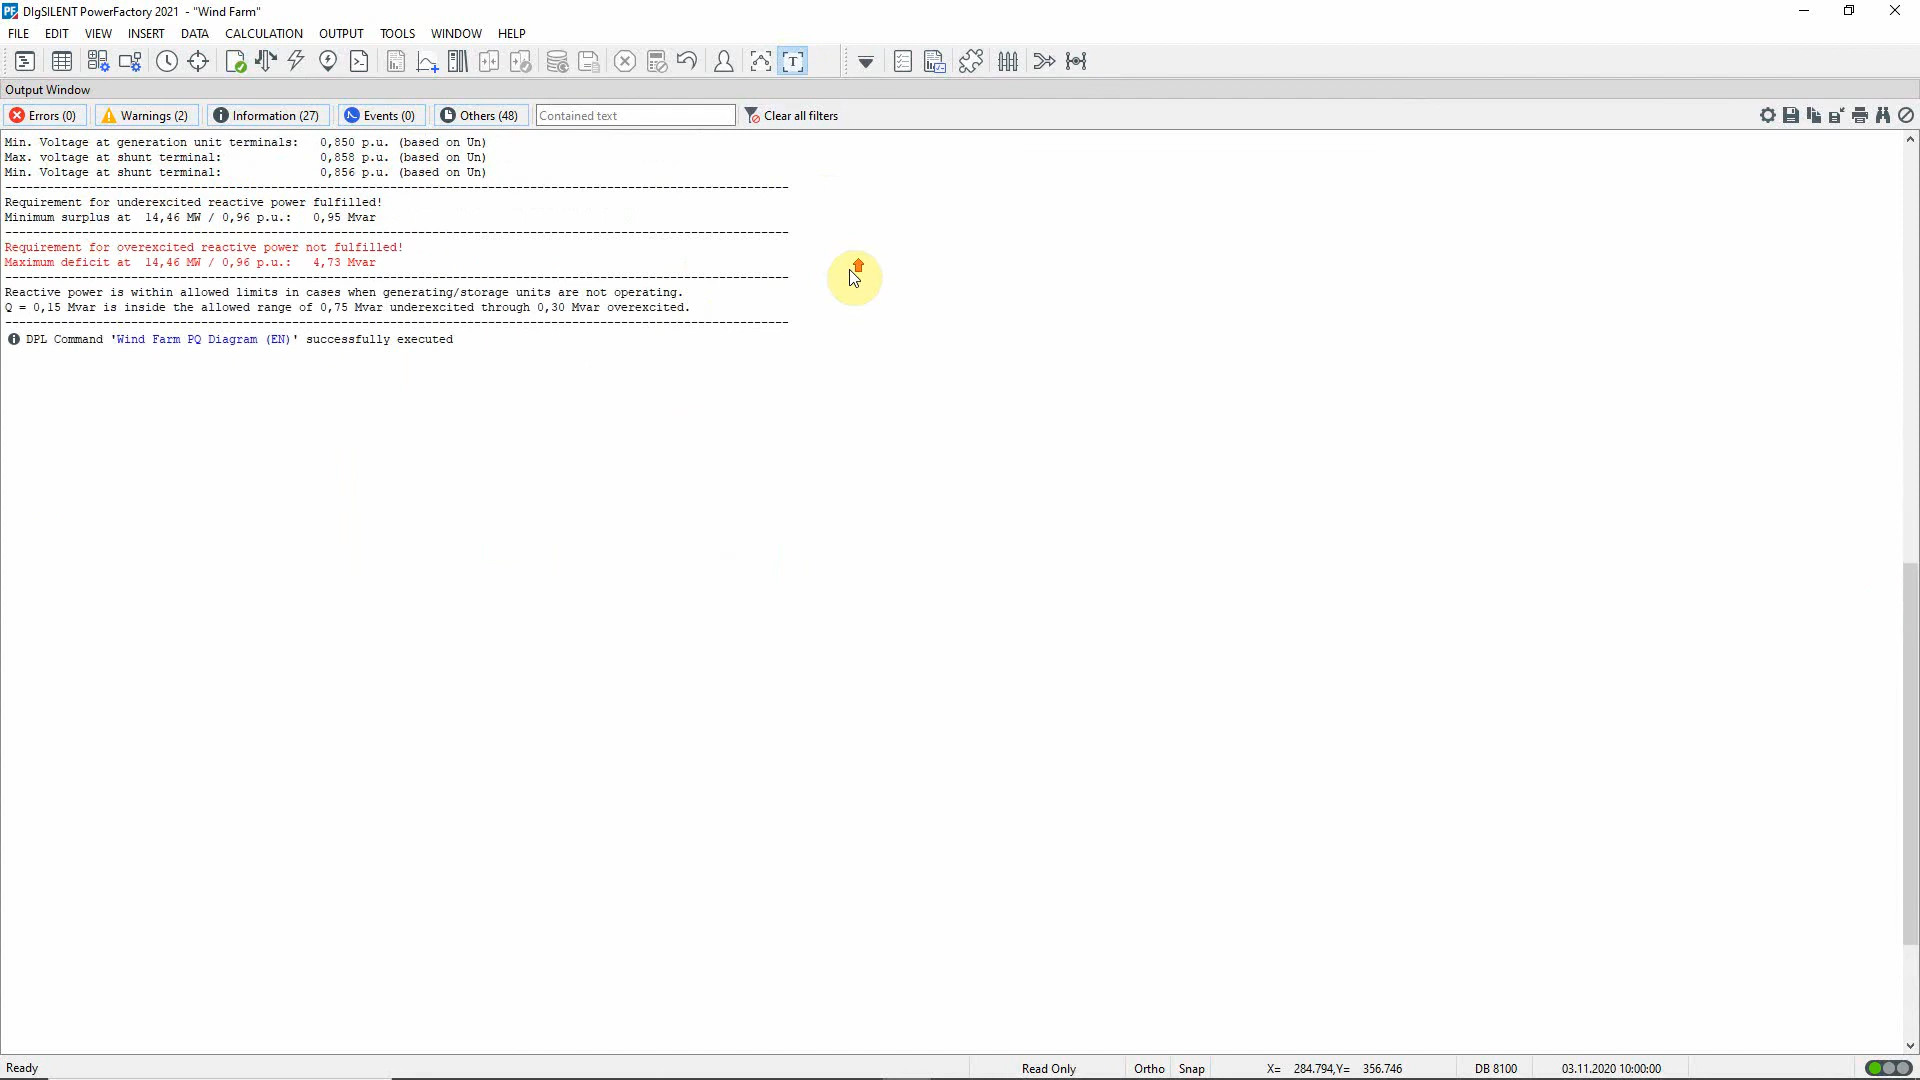 DIgSILENT PowerFactory 2021 - "Wind Farm"
FILE EDIT VIEW INSERT DATA CALCULATION OUTPUT TOOLS WINDOW HELP
Output Window
Errors (0) Warnings (2) Information (27) Events (0) Others (48) Contained text Clear all filters
Min. Voltage at generation unit terminals: 0,850 p.u. (based on Un)
Max. voltage at shunt terminal: 0,858 p.u. (based on Un)
Min. Voltage at shunt terminal: 0,856 p.u. (based on Un)
Requirement for underexcited reactive power fulfilled!
Minimum surplus at 14,46 MW / 0,96 p.u.: 0,95 Mvar
Requirement for overexcited reactive power not fulfilled!
Maximum deficit at 14,46 MW / 0,96 p.u.: 4,73 Mvar
Reactive power is within allowed limits in cases when generating/storage units are not operating.
Q = 0,15 Mvar is inside the allowed range of 0,75 Mvar underexcited through 0,30 Mvar overexcited.
DPL Command 'Wind Farm PQ Diagram (EN)' successfully executed
Ready Read Only Ortho Snap X= 284.794,Y= 356.746 DB 8100 03.11.2020 10:00:00